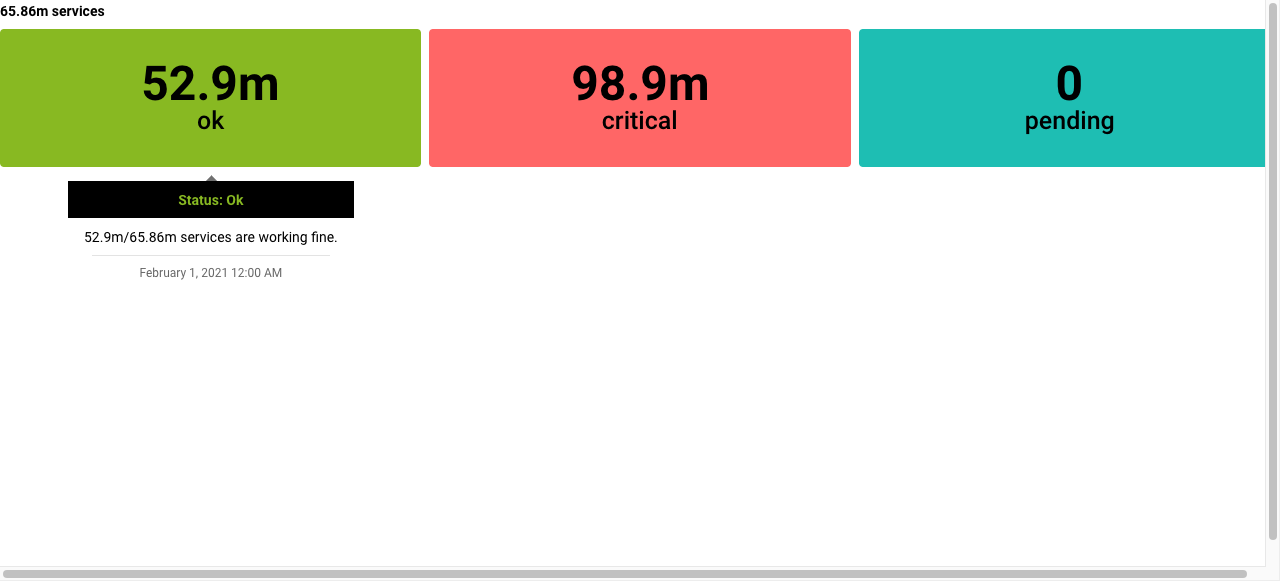 65.86m services
52.9m
ok
98.9m
critical
0
pending
Status: Ok
52.9m/65.86m services are working fine.
February 1, 2021 12:00 AM